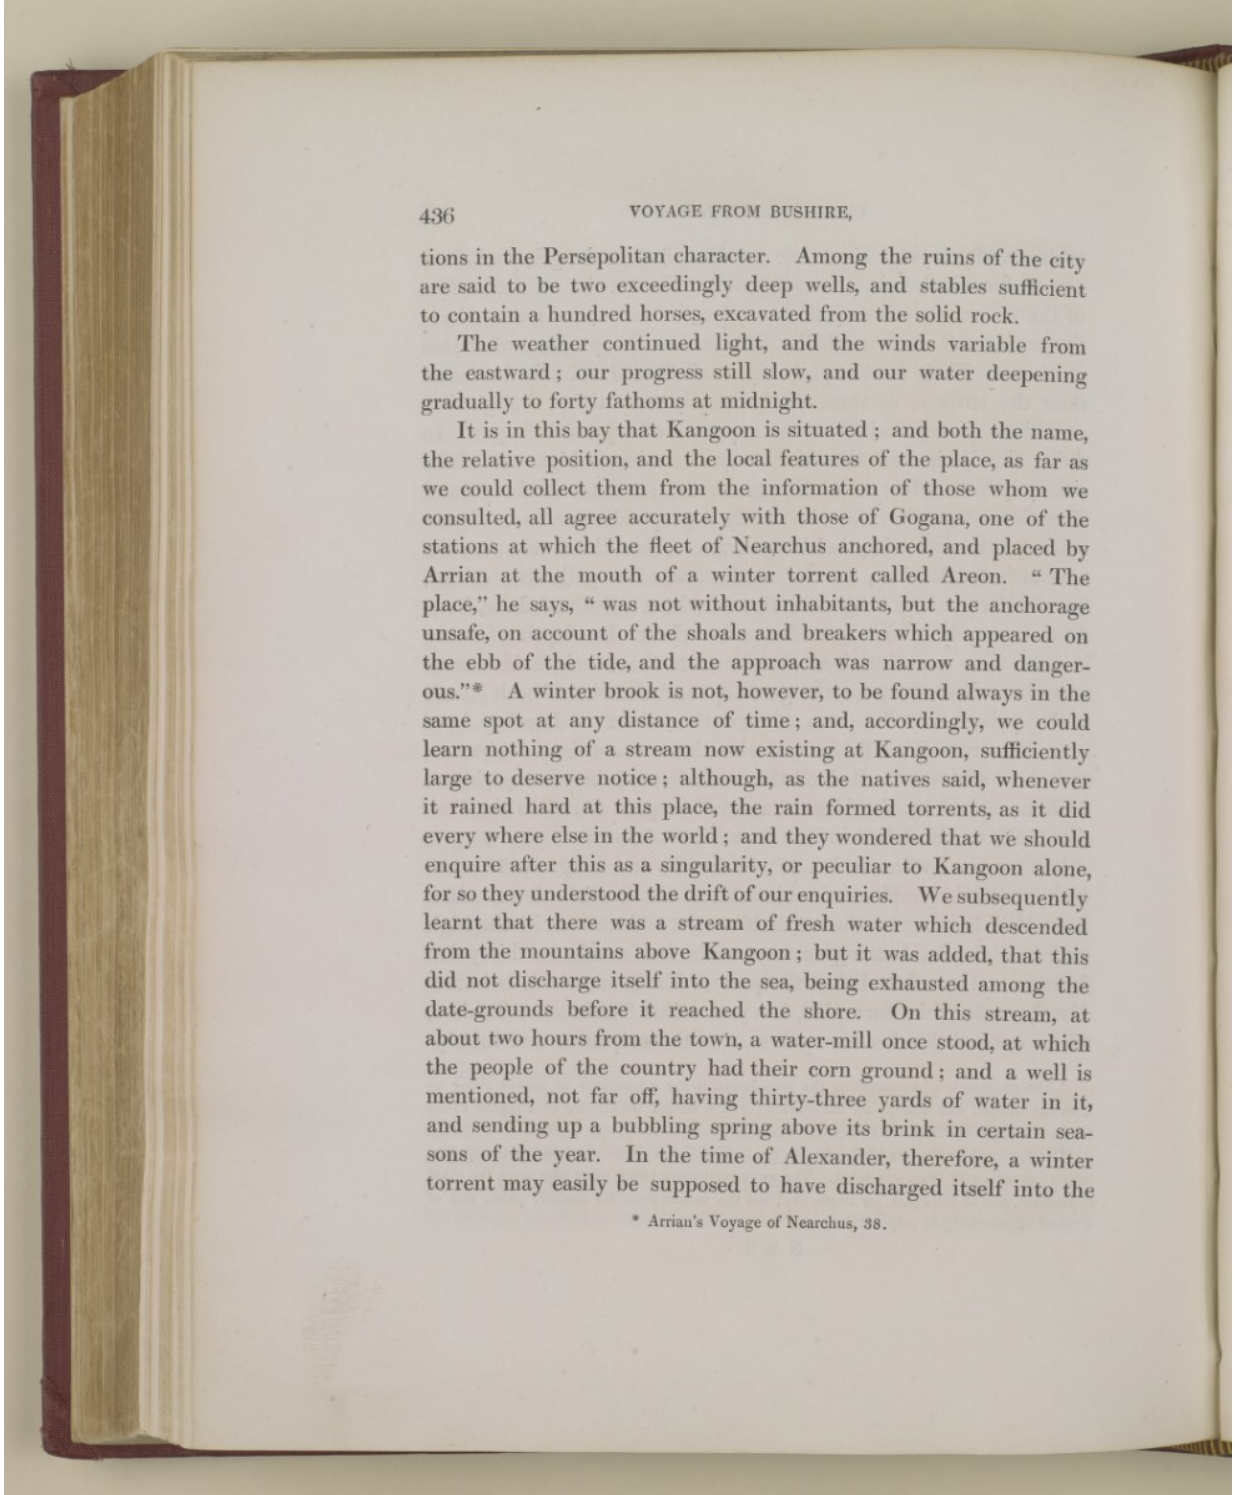 436
VOYAGE FROM BUSHIRE,
tions in the Persepolitan character. Among the ruins of the city
are said to be two exceedingly deep wells, and stables sufficient
to contain a hundred horses, excavated from the solid rock.
The weather continued light, and the winds variable from
the eastward; our progress still slow, and our water deepening
gradually to forty fathoms at midnight.
It is in this bay that Kangoon is situated; and both the name,
the relative position, and the local features of the place, as far as
we could collect them from the information of those whom we
consulted, all agree accurately with those of Gogana, one of the
stations at which the fleet of Nearchus anchored, and placed by
Arrian at the mouth of a winter torrent called Areon. “ The
place,” he says, “ was not without inhabitants, but the anchorage
unsafe, on account of the shoals and breakers which appeared on
the ebb of the tide, and the approach was narrow and danger-
ous.”* A winter brook is not, however, to be found always in the
same spot at any distance of time; and, accordingly, we could
learn nothing of a stream now existing at Kangoon, sufficiently
large to deserve notice; although, as the natives said, whenever
it rained hard at this place, the rain formed torrents, as it did
every where else in the world; and they wondered that we should
enquire after this as a singularity, or peculiar to Kangoon alone,
for so they understood the drift of our enquiries. We subsequently
learnt that there was a stream of fresh water which descended
from the mountains above Kangoon; but it was added, that this
did not discharge itself into the sea, being exhausted among the
date-grounds before it reached the shore. On this stream, at
about two hours from the town, a water-mill once stood, at which
the people of the country had their corn ground; and a well is
mentioned, not far off, having thirty-three yards of water in it,
and sending up a bubbling spring above its brink in certain sea-
sons of the year. In the time of Alexander, therefore, a winter
torrent may easily be supposed to have discharged itself into the
* Arrian's Voyage of Nearchus, 38.